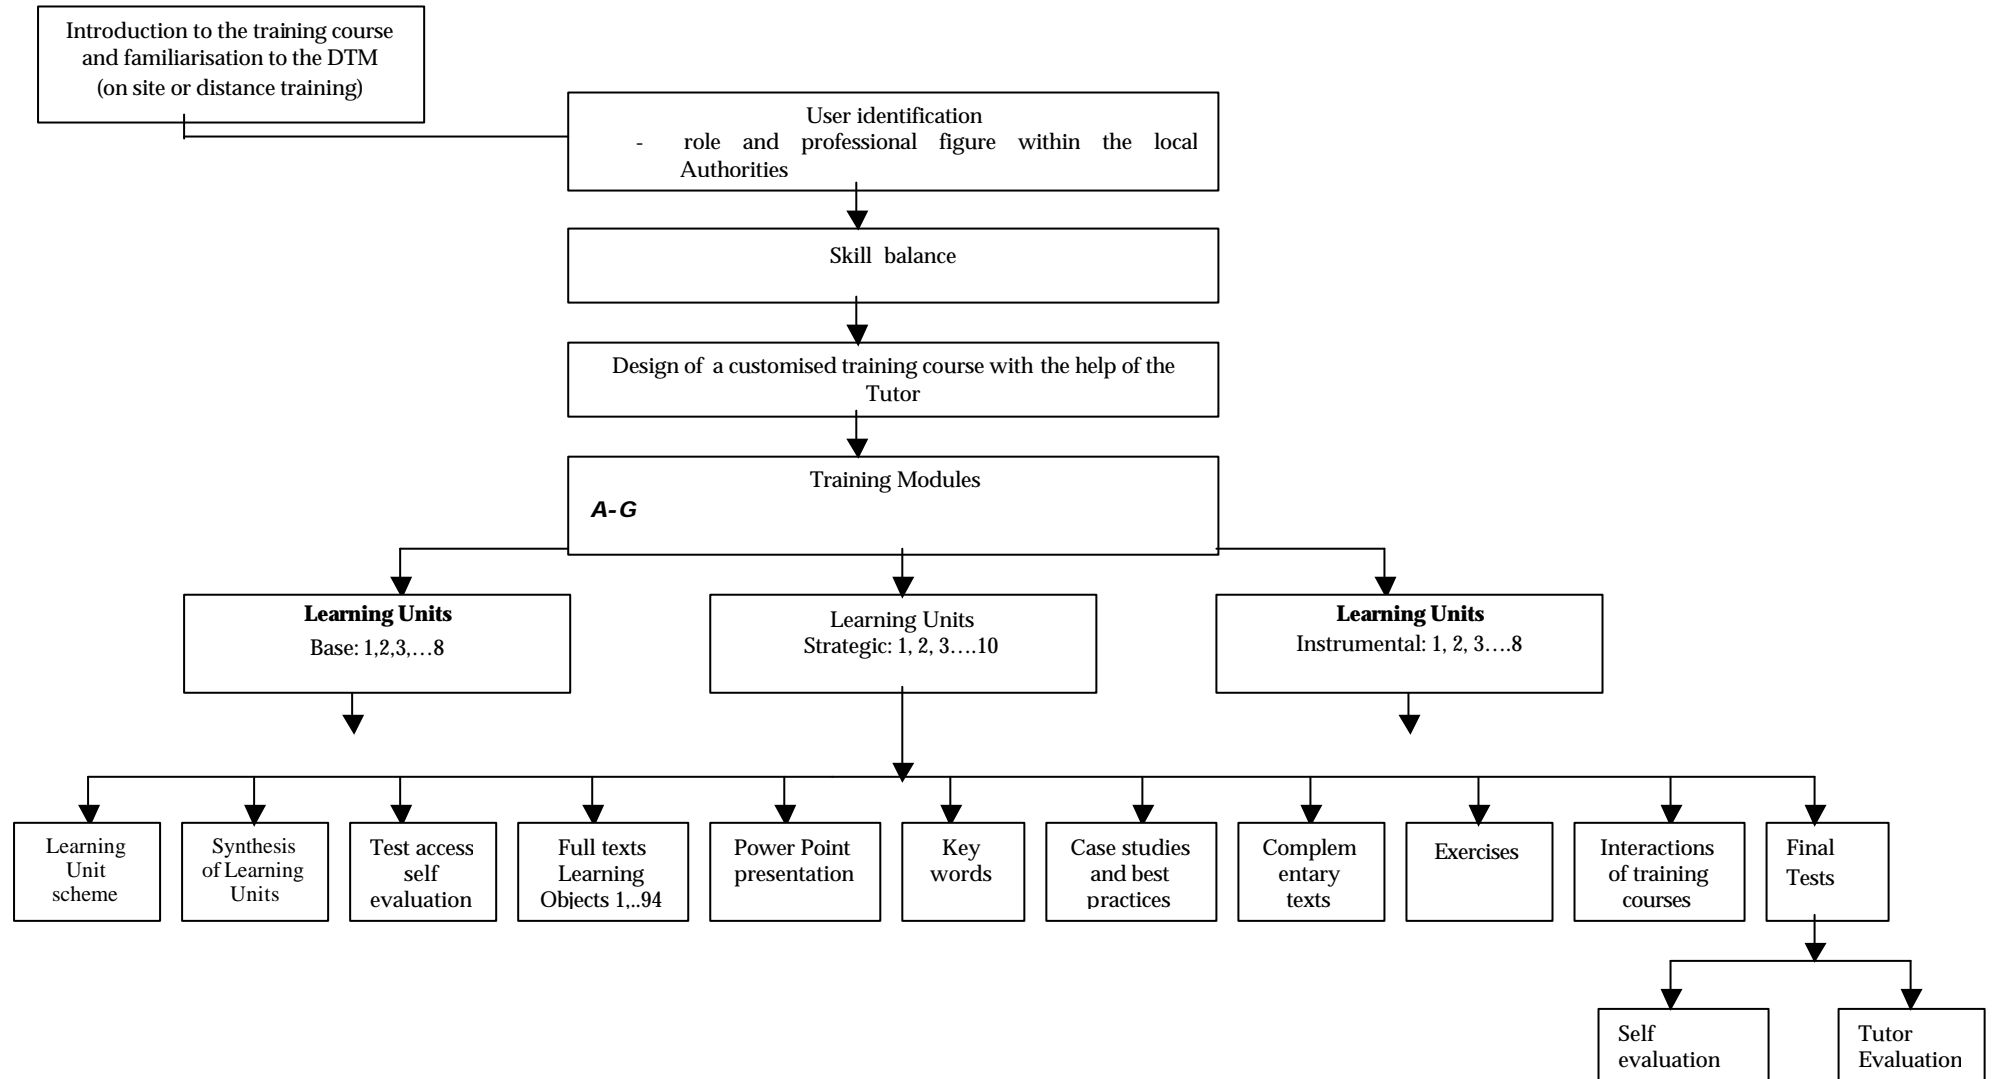 Introduction to the training course
and familiarisation to the DTM
(on site or distance training)
User identification
- role and professional figure within the local
Authorities
Skill balance
Design of a customised training course with the help of the
Tutor
Training Modules
A-G
Learning Units
Base: 1,2,3,…8
Learning Units
Strategic: 1, 2, 3….10
Learning Units
Instrumental: 1, 2, 3….8
Learning
Unit
scheme
Synthesis
of Learning
Units
Test access
self
evaluation
Full texts
Learning
Objects 1,..94
Power Point
presentation
Key
words
Case studies
and best
practices
Complem
entary
texts
Exercises
Interactions
of training
courses
Final
Tests
Self
evaluation
Tutor
Evaluation